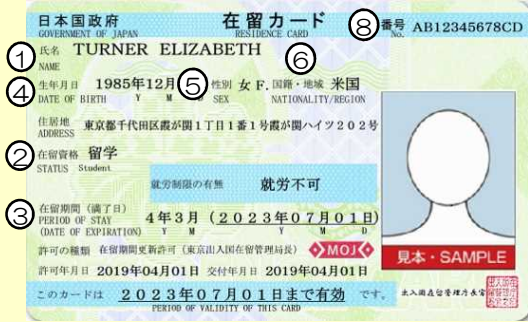 日本国政府 在留カード ⑧ 番号 AB12345678CD
GOVERNMENT OF JAPAN RESIDENCE CARD No.
① 氏名 TURNER ELIZABETH ⑥
NAME
④ 生年月日 1985年12月 ⑤ 性別 女 F. 国籍・地域 米国
DATE OF BIRTH Y M D SEX NATIONALITY/REGION
住居地 東京都千代田区霞が関1丁目1番1号霞が関ハイツ202号
ADDRESS
② 在留資格 留学
STATUS Student
就労制限の有無 就労不可
③ 在留期間(満了日) 4年3月(2023年07月01日)
PERIOD OF STAY Y M Y M D
(DATE OF EXPIRATION)
許可の種類 在留期間更新許可(東京出入国在留管理局長) MOJ
見本・SAMPLE
許可年月日 2019年04月01日 交付年月日 2019年04月01日
このカードは 2023年07月01日まで有効 です。 出入国在留管理庁長官
PERIOD OF VALIDITY OF THIS CARD